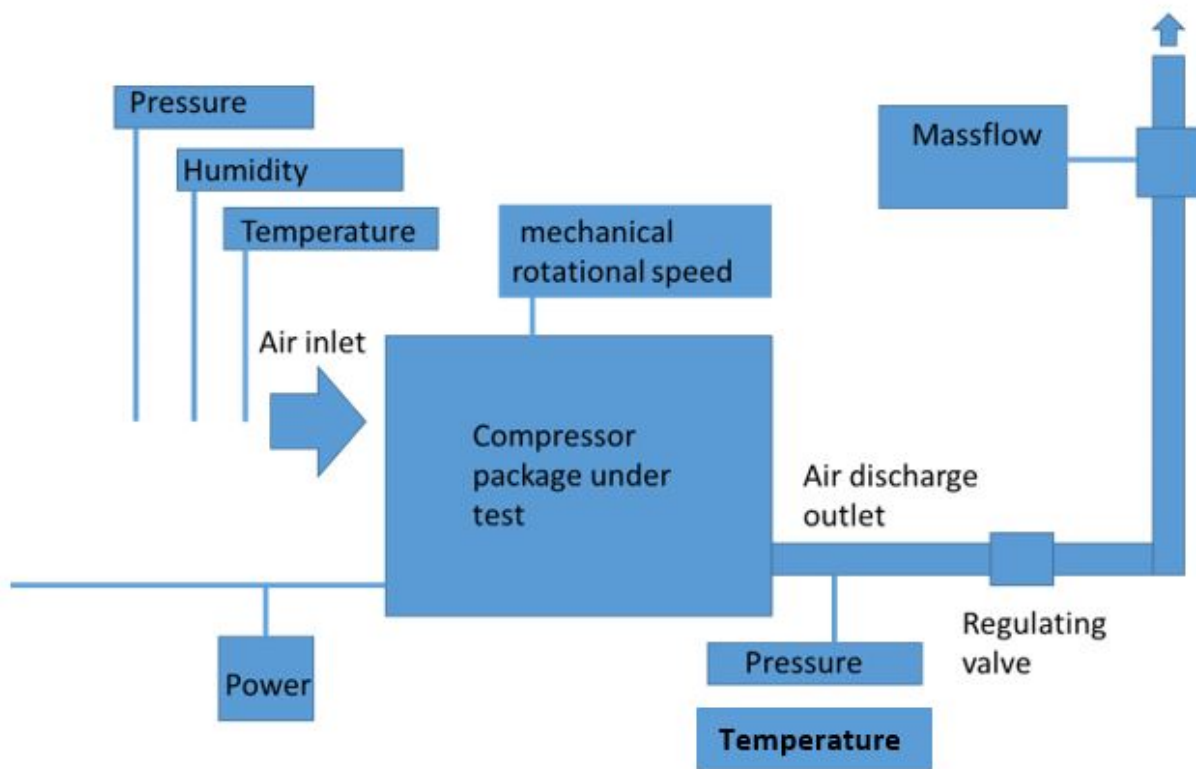 Pressure
Humidity
Temperature
Air inlet
mechanical
rotational speed
Massflow
Compressor
package under
test
Air discharge
outlet
Regulating
valve
Power
Pressure
Temperature